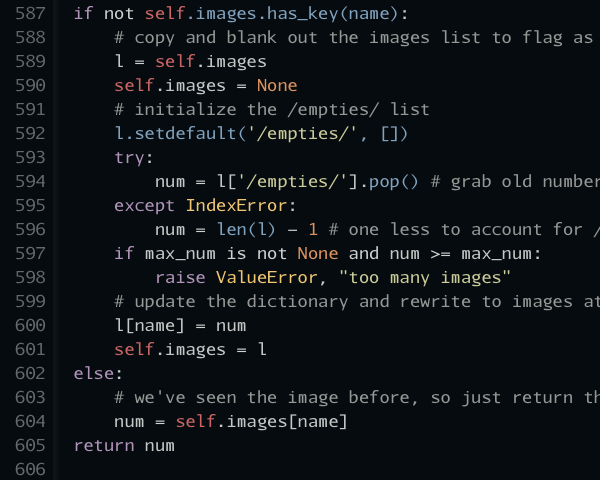 587 if not self.images.has_key(name):
588 # copy and blank out the images list to flag as
589 l = self.images
590 self.images = None
591 # initialize the /empties/ list
592 l.setdefault('/empties/', [])
593 try:
594 num = l['/empties/'].pop() # grab old number
595 except IndexError:
596 num = len(l) - 1 # one less to account for /
597 if max_num is not None and num >= max_num:
598 raise ValueError, "too many images"
599 # update the dictionary and rewrite to images at
600 l[name] = num
601 self.images = l
602 else:
603 # we've seen the image before, so just return th
604 num = self.images[name]
605 return num
606